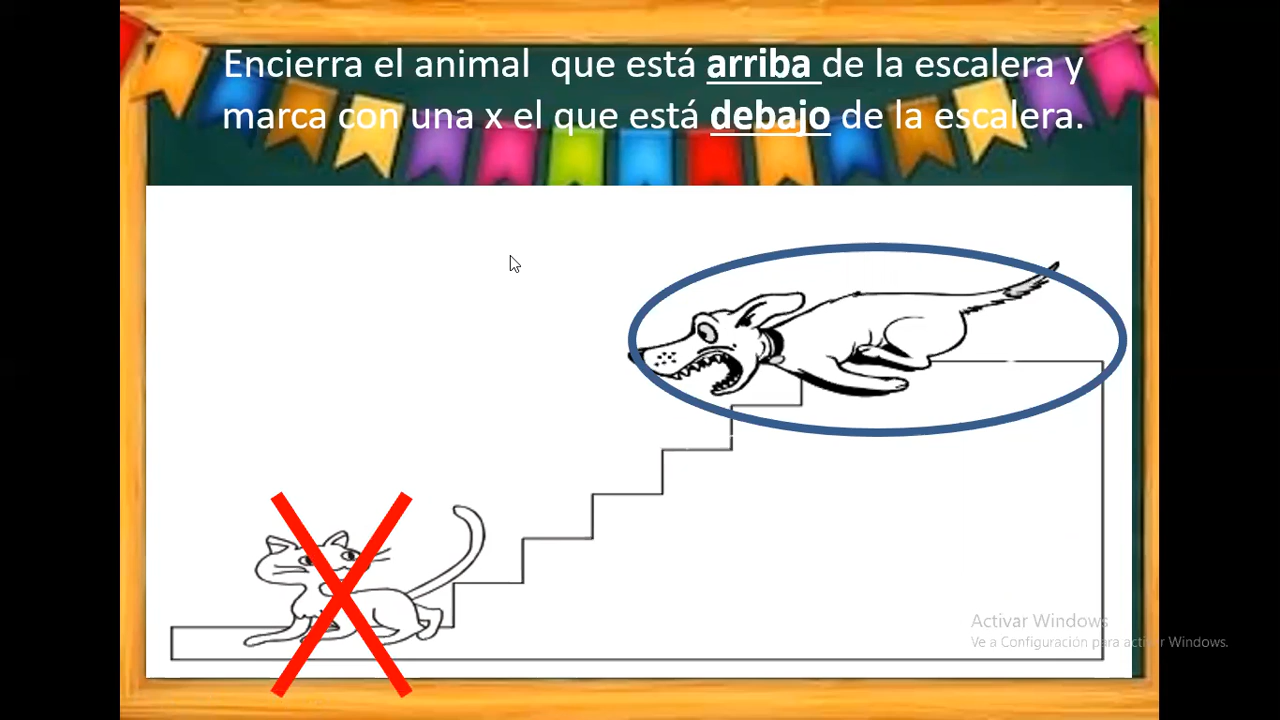 Encierra el animal  que está arriba de la escalera y
marca con una x el que está debajo de la escalera.
Activar Windows
Ve a Configuración para activar Windows.